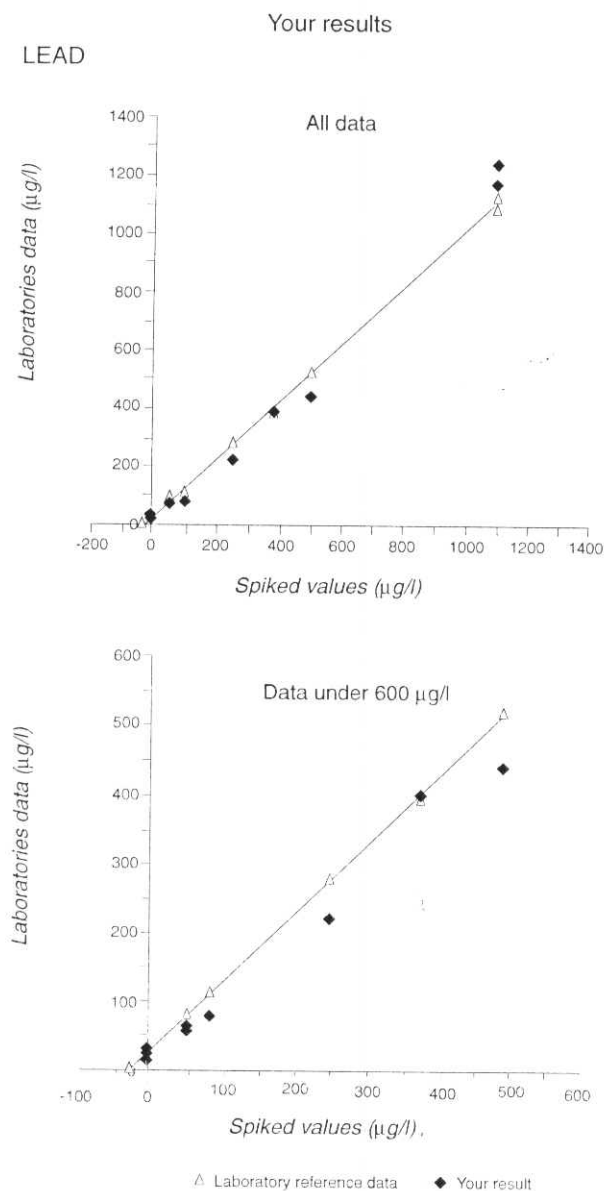 Your results
LEAD
All data
Laboratories data (µg/l)
1400
1200
1000
800
600
400
200
0
-200 0 200 400 600 800 1000 1200 1400
Spiked values (µg/l)
Data under 600 µg/l
Laboratories data (µg/l)
600
500
400
300
200
100
0
-100 0 100 200 300 400 500 600
Spiked values (µg/l)
△ Laboratory reference data ◆ Your result